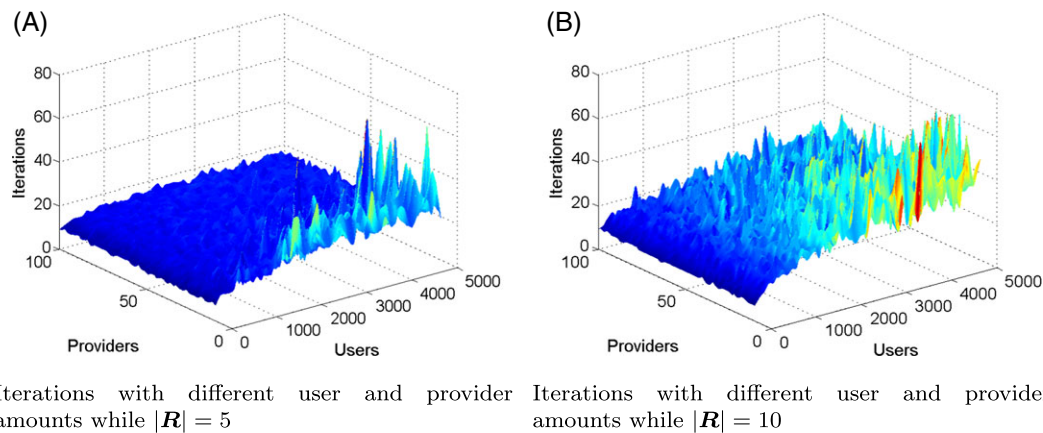 (A)
(B)
80
60
40
20
0
Iterations
100
50
0
Providers
0
1000
2000
3000
4000
5000
Users
80
60
40
20
0
Iterations
100
50
0
Providers
0
1000
2000
3000
4000
5000
Users
Iterations with different user and provider
amounts while |R| = 5
Iterations with different user and provide
amounts while |R| = 10